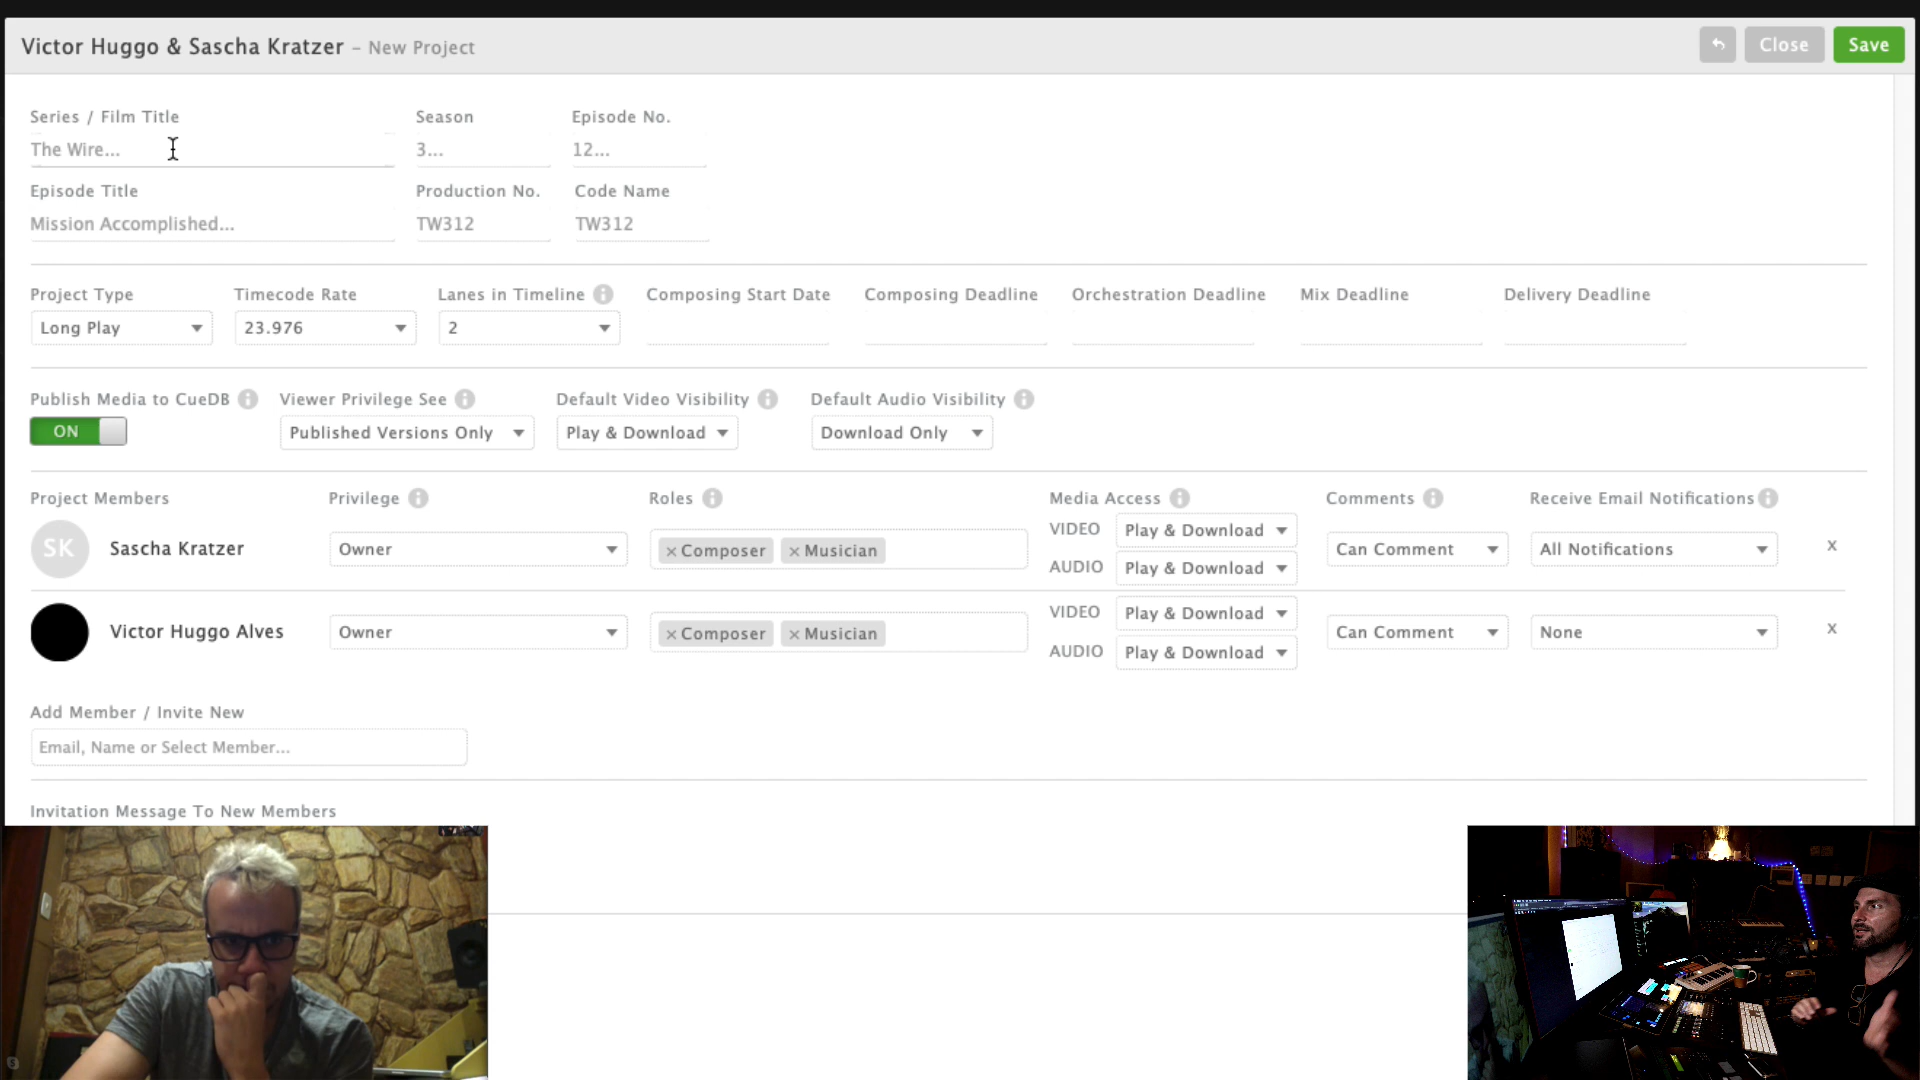 Victor Huggo & Sascha Kratzer – New Project
Close
Save
Series / Film Title
Season
Episode No.
The Wire...
3...
12...
Episode Title
Production No.
Code Name
Mission Accomplished...
TW312
TW312
Project Type
Timecode Rate
Lanes in Timeline
Composing Start Date
Composing Deadline
Orchestration Deadline
Mix Deadline
Delivery Deadline
Long Play
23.976
2
Publish Media to CueDB
Viewer Privilege See
Default Video Visibility
Default Audio Visibility
ON
Published Versions Only
Play & Download
Download Only
Project Members
Privilege
Roles
Media Access
Comments
Receive Email Notifications
SK
Sascha Kratzer
Owner
×Composer
×Musician
VIDEO
Play & Download
AUDIO
Play & Download
Can Comment
All Notifications
x
Victor Huggo Alves
Owner
×Composer
×Musician
VIDEO
Play & Download
AUDIO
Play & Download
Can Comment
None
x
Add Member / Invite New
Email, Name or Select Member...
Invitation Message To New Members